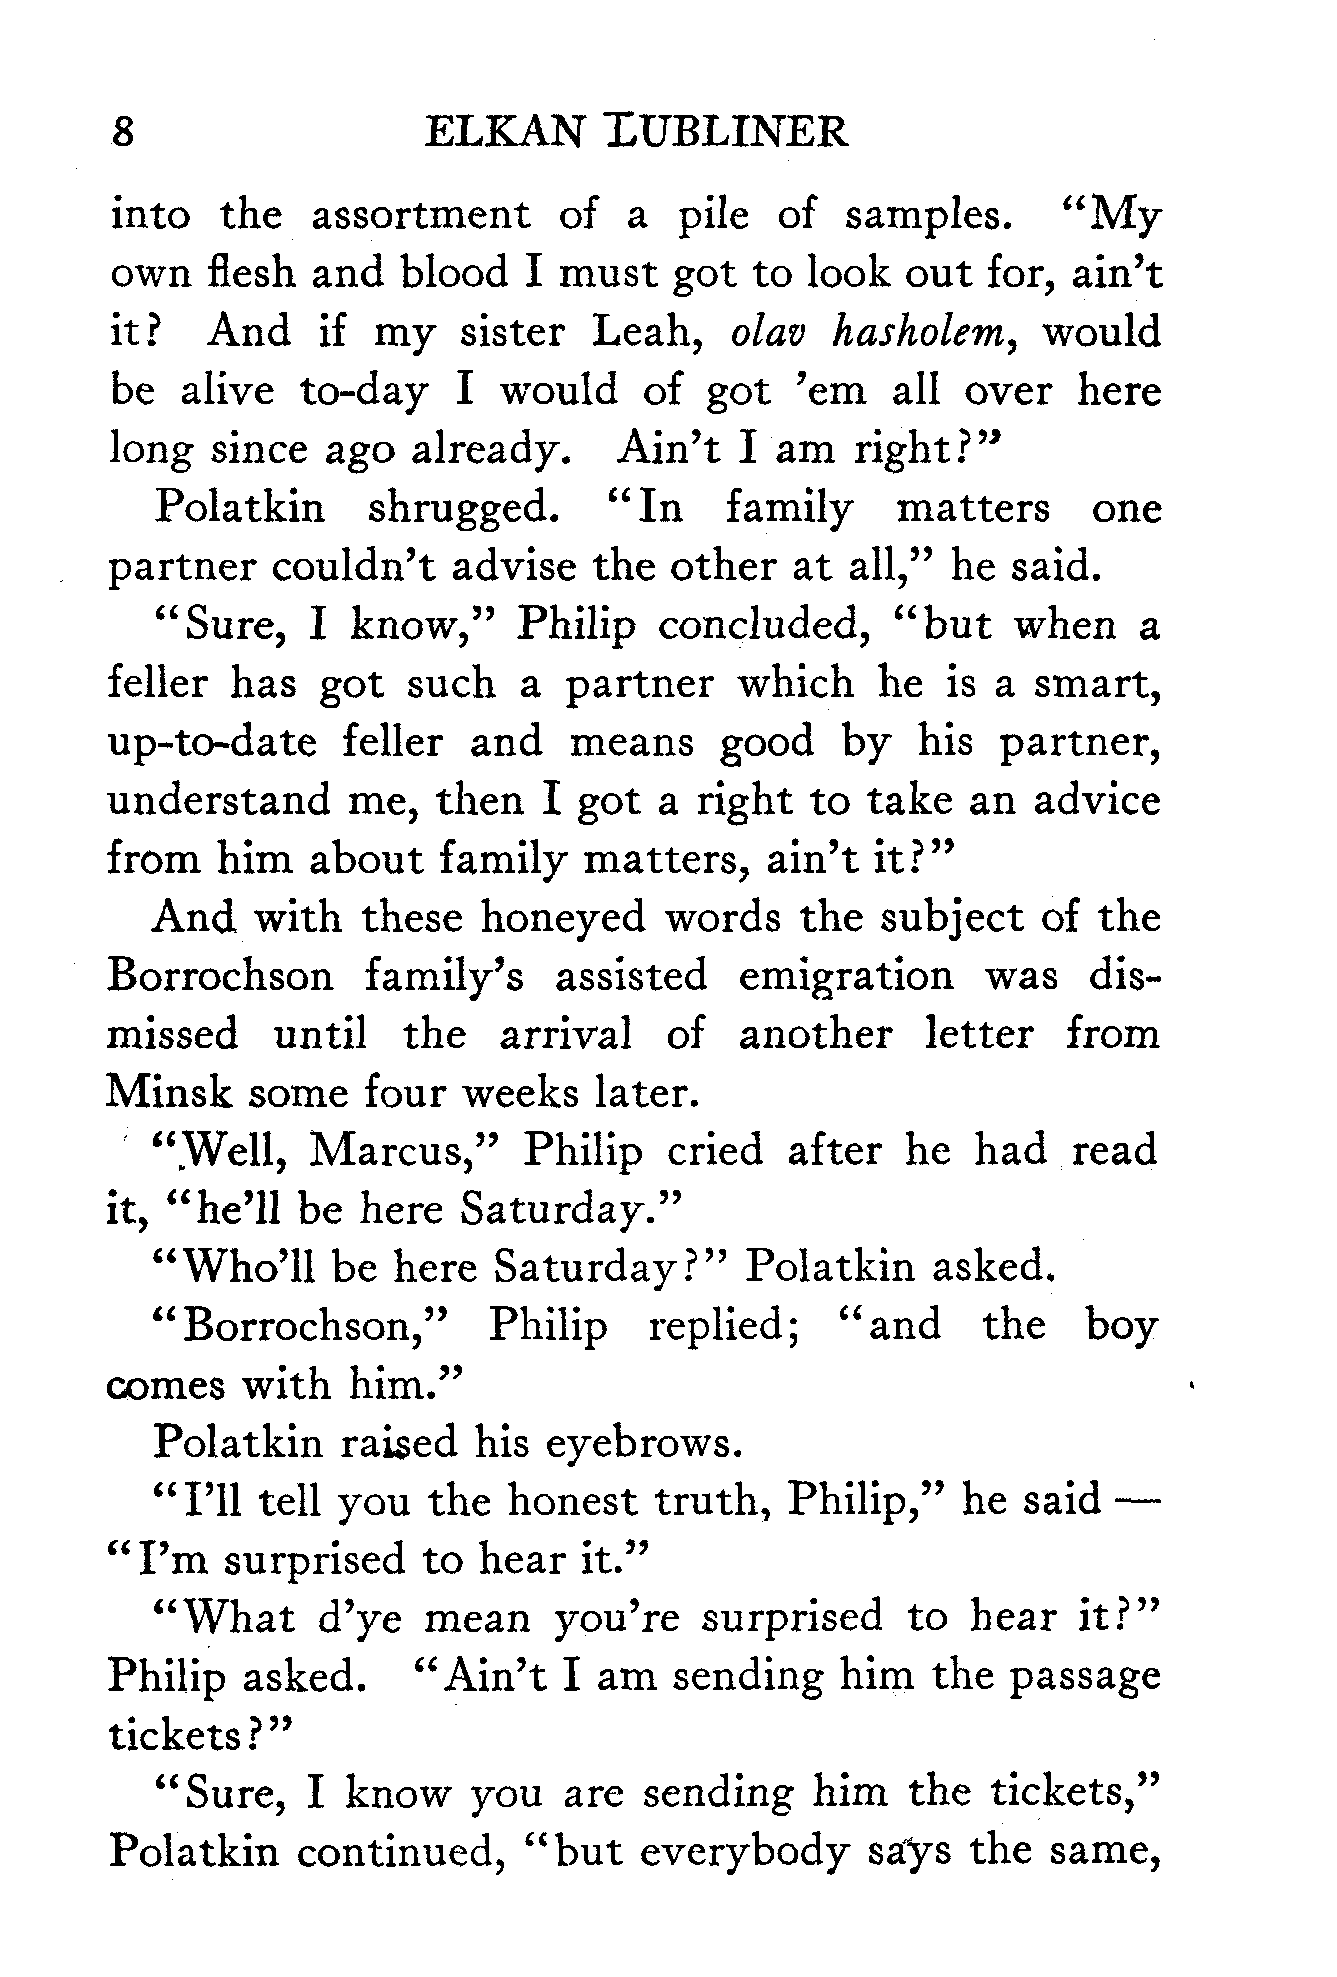 8 ELKAN LUBLINER
into the assortment of a pile of samples. “My
own flesh and blood I must got to look out for, ain’t
it? And if my sister Leah, olav hasholem, would
be alive to-day I would of got ’em all over here
long since ago already. Ain’t I am right?”
Polatkin shrugged. “In family matters one
partner couldn’t advise the other at all,” he said.
“Sure, I know,” Philip concluded, “but when a
feller has got such a partner which he is a smart,
up-to-date feller and means good by his partner,
understand me, then I got a right to take an advice
from him about family matters, ain’t it?”
And with these honeyed words the subject of the
Borrochson family’s assisted emigration was dis-
missed until the arrival of another letter from
Minsk some four weeks later.
“Well, Marcus,” Philip cried after he had read
it, “he’ll be here Saturday.”
“Who’ll be here Saturday?” Polatkin asked.
“Borrochson,” Philip replied; “and the boy
comes with him.”
Polatkin raised his eyebrows.
“I’ll tell you the honest truth, Philip,” he said —
“I’m surprised to hear it.”
“What d’ye mean you’re surprised to hear it?”
Philip asked. “Ain’t I am sending him the passage
tickets?”
“Sure, I know you are sending him the tickets,”
Polatkin continued, “but everybody says the same,